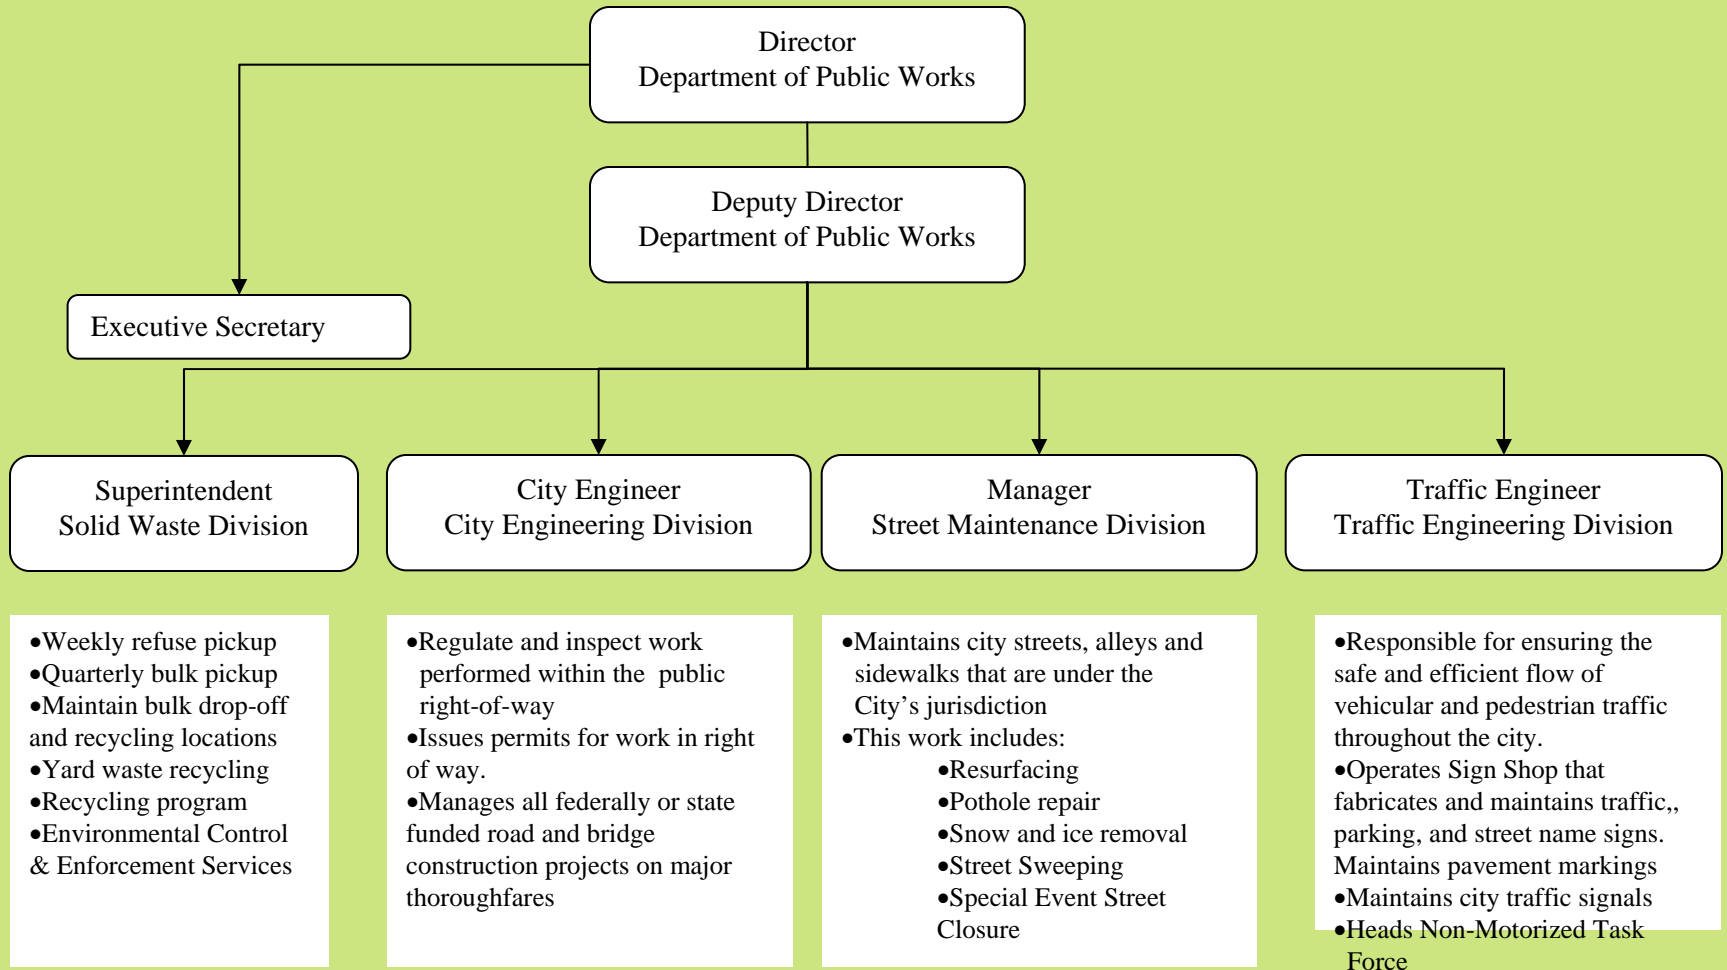 Director
Department of Public Works
Deputy Director
Department of Public Works
Executive Secretary
Superintendent
Solid Waste Division
City Engineer
City Engineering Division
Manager
Street Maintenance Division
Traffic Engineer
Traffic Engineering Division
•Weekly refuse pickup
•Quarterly bulk pickup
•Maintain bulk drop-off
and recycling locations
•Yard waste recycling
•Recycling program
•Environmental Control
& Enforcement Services
•Regulate and inspect work
performed within the public
right-of-way
•Issues permits for work in right
of way.
•Manages all federally or state
funded road and bridge
construction projects on major
thoroughfares
•Maintains city streets, alleys and
sidewalks that are under the
City’s jurisdiction
•This work includes:
•Resurfacing
•Pothole repair
•Snow and ice removal
•Street Sweeping
•Special Event Street
Closure
•Responsible for ensuring the
safe and efficient flow of
vehicular and pedestrian traffic
throughout the city.
•Operates Sign Shop that
fabricates and maintains traffic,,
parking, and street name signs.
Maintains pavement markings
•Maintains city traffic signals
•Heads Non-Motorized Task
Force